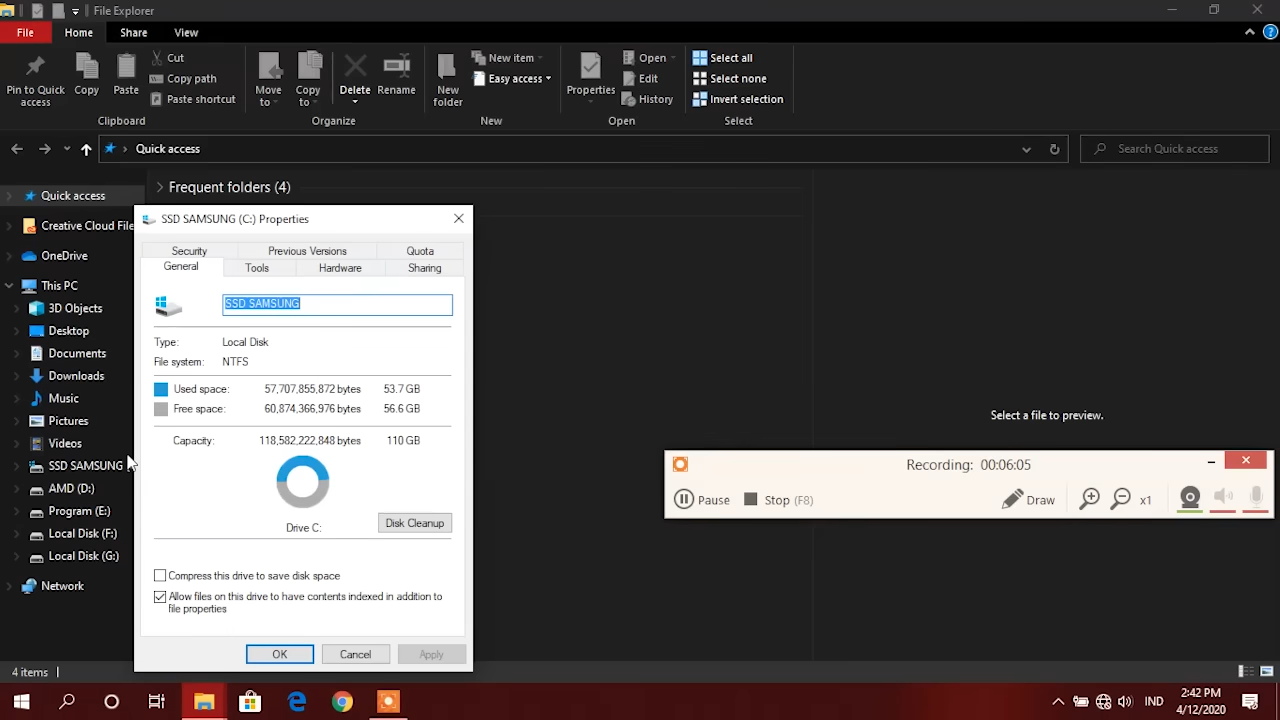 File Explorer
File Home Share View
Pin to Quick access
Copy
Paste
Cut
Copy path
Paste shortcut
Clipboard
Move to
Copy to
Delete
Rename
Organize
New folder
New item
Easy access
New
Properties
Open
Edit
History
Open
Select all
Select none
Invert selection
Select
Quick access
Search Quick access
Frequent folders (4)
Quick access
Creative Cloud File
OneDrive
This PC
3D Objects
Desktop
Documents
Downloads
Music
Pictures
Videos
SSD SAMSUNG
AMD (D:)
Program (E:)
Local Disk (F:)
Local Disk (G:)
Network
SSD SAMSUNG (C:) Properties
Security Previous Versions Quota
General Tools Hardware Sharing
SSD SAMSUNG
Type: Local Disk
File system: NTFS
Used space: 57,707,855,872 bytes 53.7 GB
Free space: 60,874,366,976 bytes 56.6 GB
Capacity: 118,582,222,848 bytes 110 GB
Drive C:
Disk Cleanup
Compress this drive to save disk space
Allow files on this drive to have contents indexed in addition to
file properties
OK Cancel Apply
Select a file to preview.
Recording: 00:06:05
Pause Stop (F8) Draw x1
4 items
IND
2:42 PM
4/12/2020